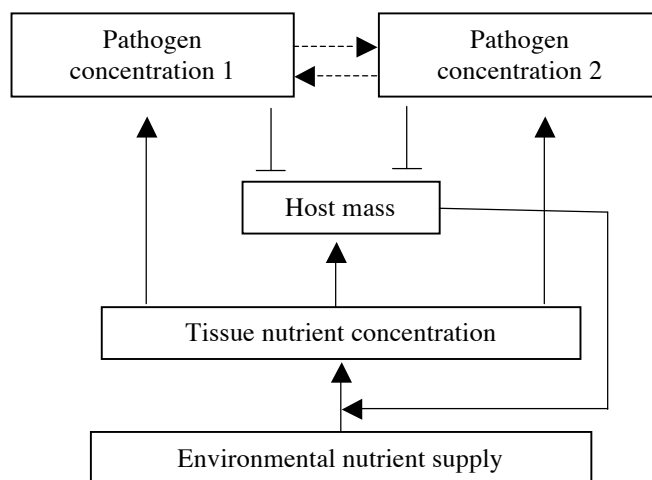 Pathogen
concentration 1
Pathogen
concentration 2
Host mass
Tissue nutrient concentration
Environmental nutrient supply